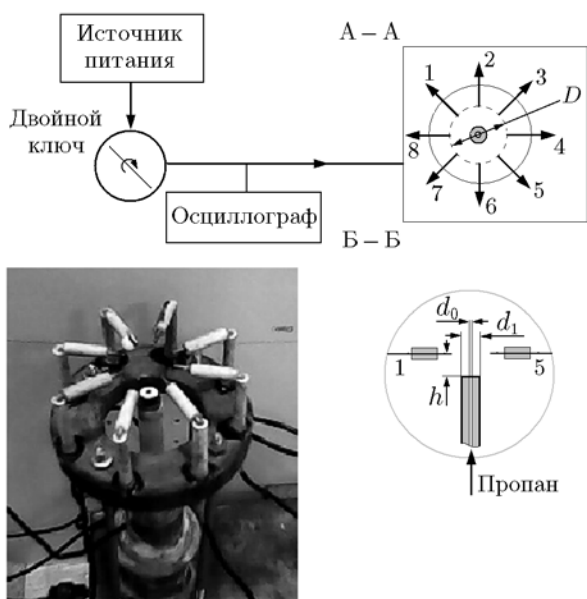 Источник
питания
Двойной
ключ
Осциллограф
А – А
1
2
3
D
8
4
7
6
5
Б – Б
d₀
d₁
1
5
h
Пропан